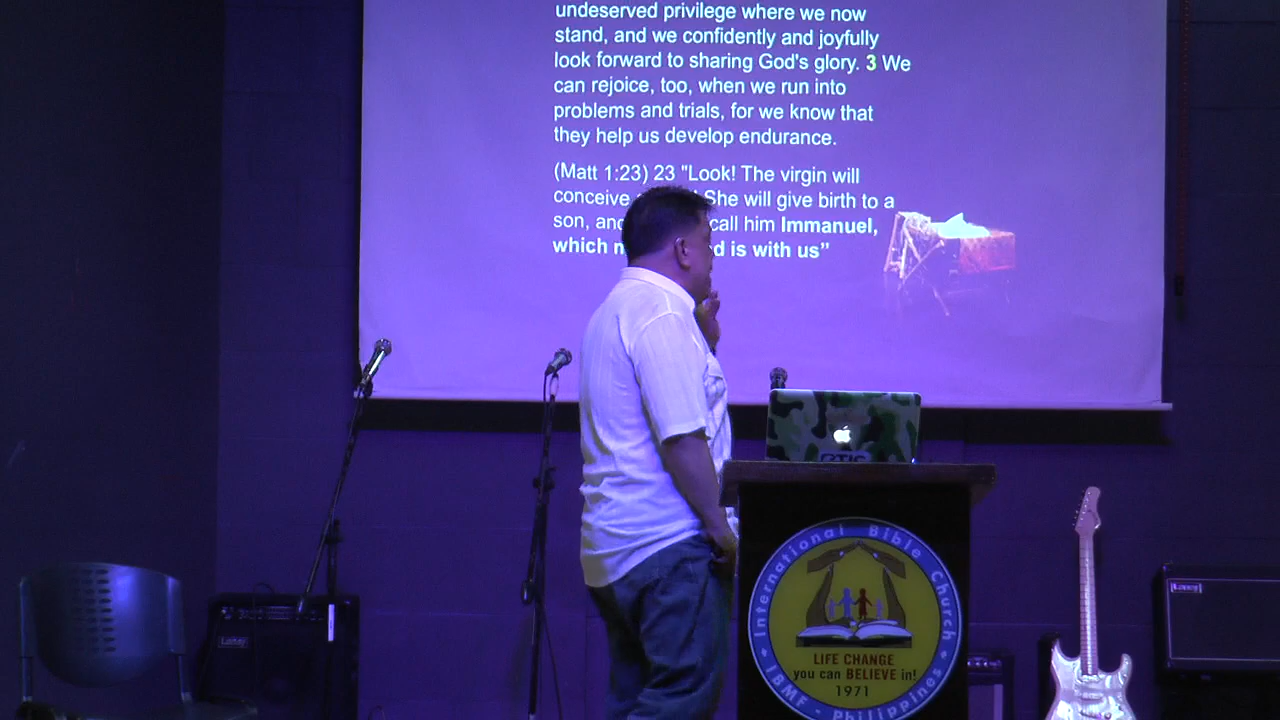 undeserved privilege where we now
stand, and we confidently and joyfully
look forward to sharing God's glory. 3 We
can rejoice, too, when we run into
problems and trials, for we know that
they help us develop endurance.
(Matt 1:23) 23 "Look! The virgin will
conceive She will give birth to a
son, and call him Immanuel,
which is with us”
International Bible Church
LIFE CHANGE
you can BELIEVE in!
1971
IBMF - Philippines
Laney
Laney